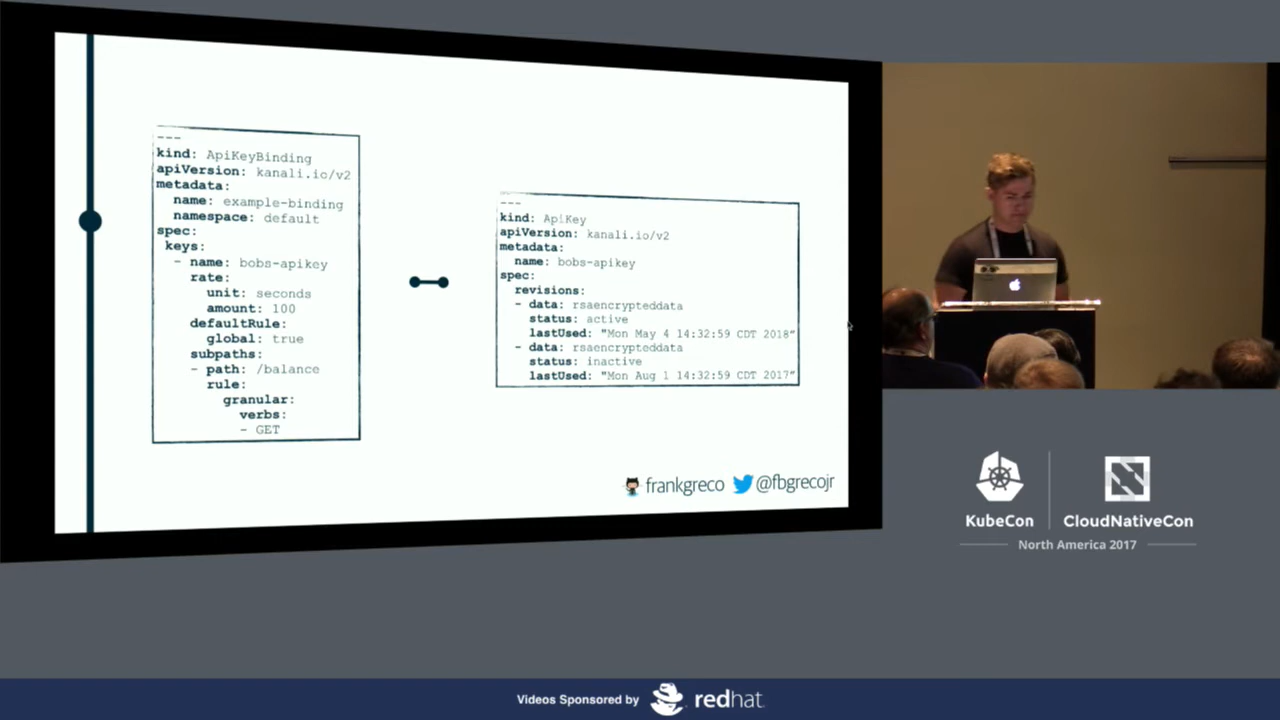 ---
kind: ApiKeyBinding
apiVersion: kanali.io/v2
metadata:
  name: example-binding
  namespace: default
spec:
 keys:
  - name: bobs-apikey
    rate:
      unit: seconds
      amount: 100
    defaultRule:
      global: true
    subpaths:
    - path: /balance
      rule:
        granular:
          verbs:
          - GET
---
kind: ApiKey
apiVersion: kanali.io/v2
metadata:
  name: bobs-apikey
spec:
  revisions:
  - data: rsaencrypteddata
    status: active
    lastUsed: "Mon May 4 14:32:59 CDT 2018"
  - data: rsaencrypteddata
    status: inactive
    lastUsed: "Mon Aug 1 14:32:59 CDT 2017"
frankgreco @fbgrecojr
KubeCon CloudNativeCon
North America 2017
Videos Sponsored by redhat